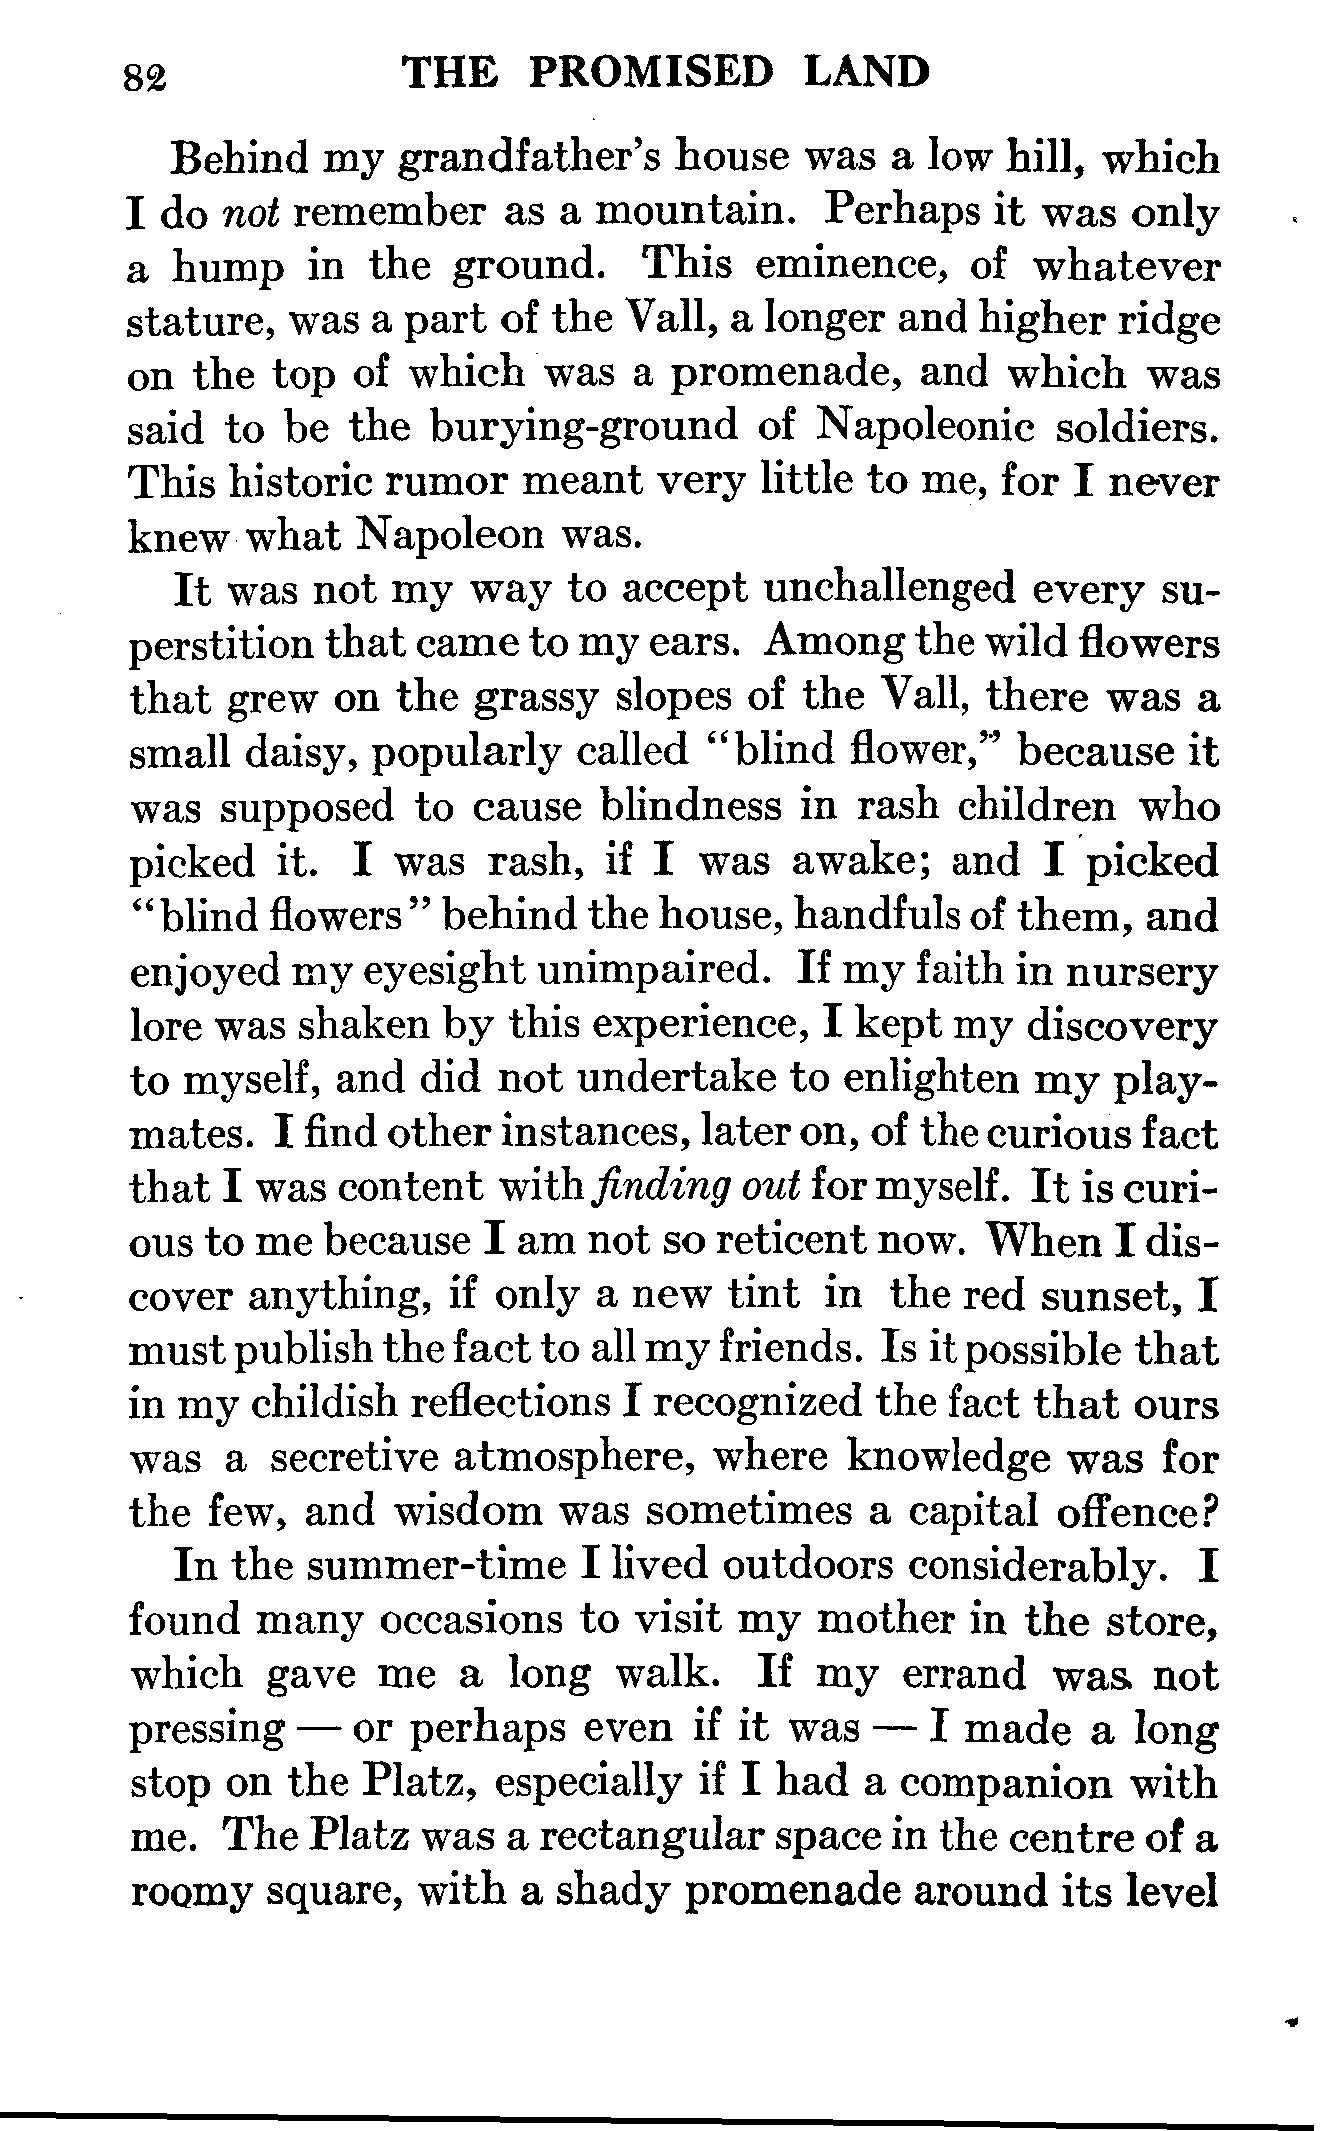 82 THE PROMISED LAND
Behind my grandfather's house was a low hill, which
I do not remember as a mountain. Perhaps it was only
a hump in the ground. This eminence, of whatever
stature, was a part of the Vall, a longer and higher ridge
on the top of which was a promenade, and which was
said to be the burying-ground of Napoleonic soldiers.
This historic rumor meant very little to me, for I never
knew what Napoleon was.
It was not my way to accept unchallenged every su-
perstition that came to my ears. Among the wild flowers
that grew on the grassy slopes of the Vall, there was a
small daisy, popularly called "blind flower," because it
was supposed to cause blindness in rash children who
picked it. I was rash, if I was awake; and I picked
"blind flowers" behind the house, handfuls of them, and
enjoyed my eyesight unimpaired. If my faith in nursery
lore was shaken by this experience, I kept my discovery
to myself, and did not undertake to enlighten my play-
mates. I find other instances, later on, of the curious fact
that I was content with finding out for myself. It is curi-
ous to me because I am not so reticent now. When I dis-
cover anything, if only a new tint in the red sunset, I
must publish the fact to all my friends. Is it possible that
in my childish reflections I recognized the fact that ours
was a secretive atmosphere, where knowledge was for
the few, and wisdom was sometimes a capital offence?
In the summer-time I lived outdoors considerably. I
found many occasions to visit my mother in the store,
which gave me a long walk. If my errand was not
pressing — or perhaps even if it was — I made a long
stop on the Platz, especially if I had a companion with
me. The Platz was a rectangular space in the centre of a
roomy square, with a shady promenade around its level